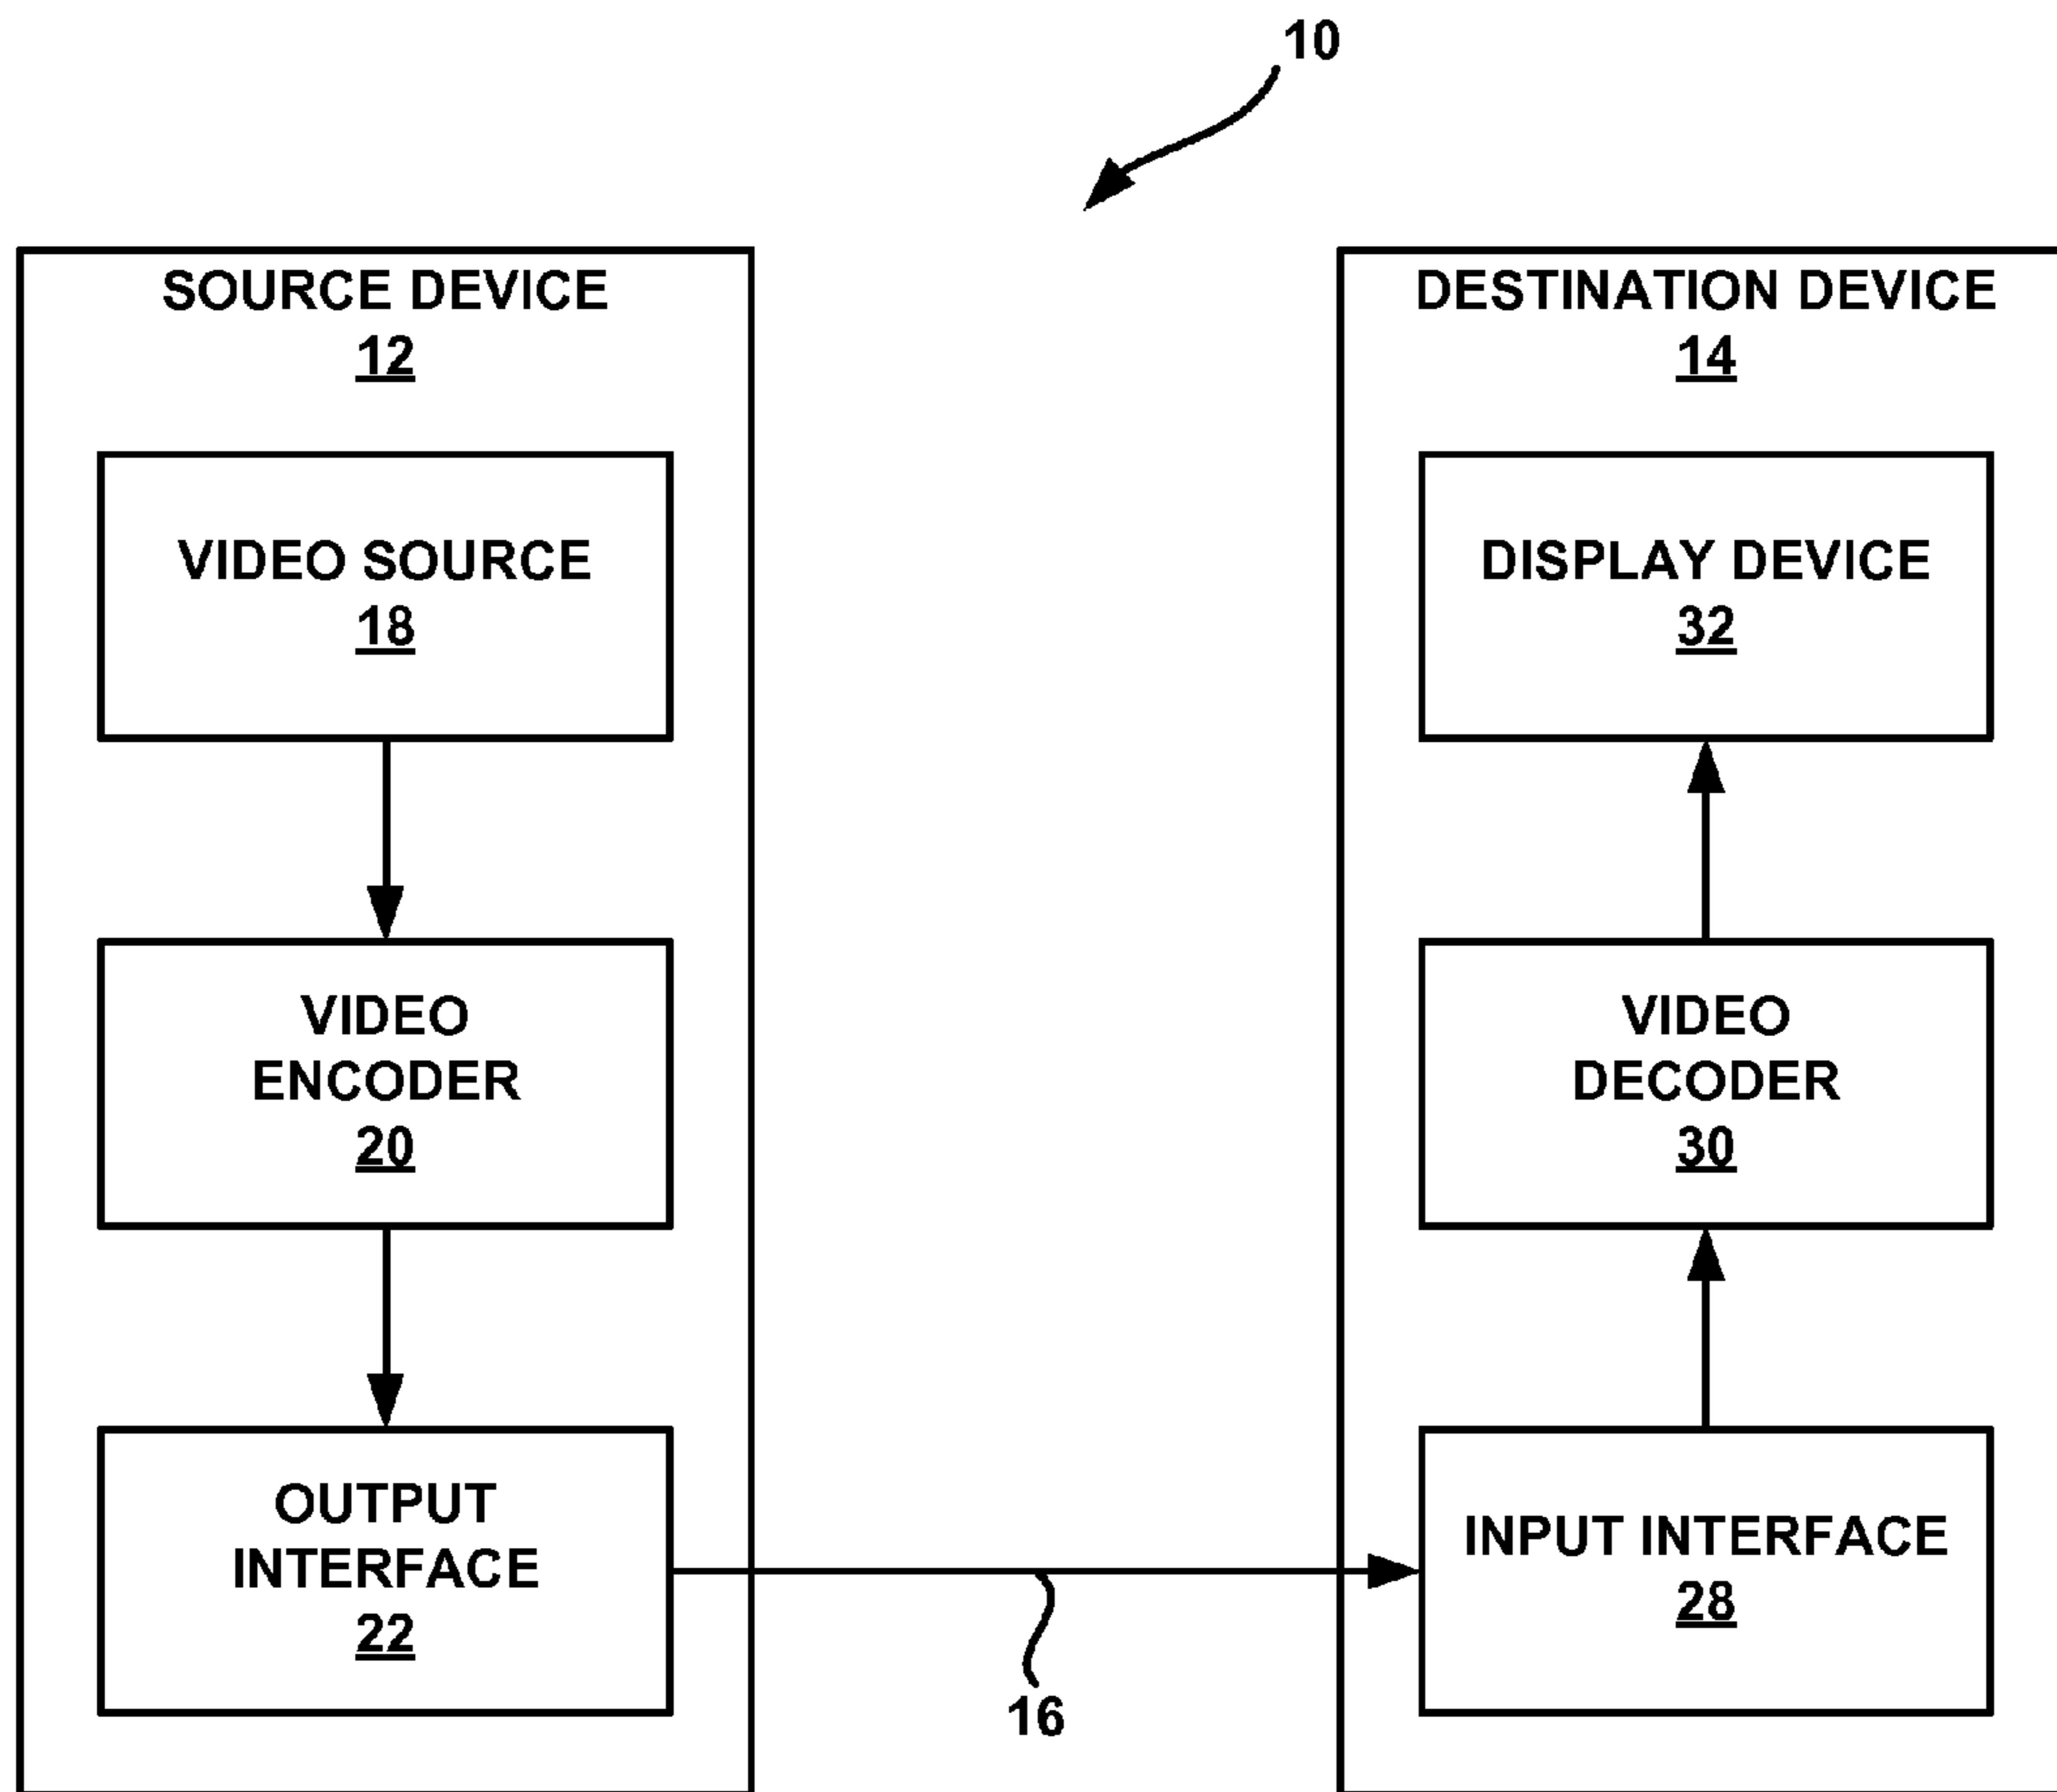 10
SOURCE DEVICE
12
VIDEO SOURCE
18
VIDEO
ENCODER
20
OUTPUT
INTERFACE
22
16
DESTINATION DEVICE
14
DISPLAY DEVICE
32
VIDEO
DECODER
30
INPUT INTERFACE
28